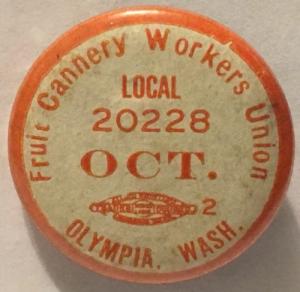 Fruit Cannery Workers Union
LOCAL
20228
OCT.
2
OLYMPIA, WASH.